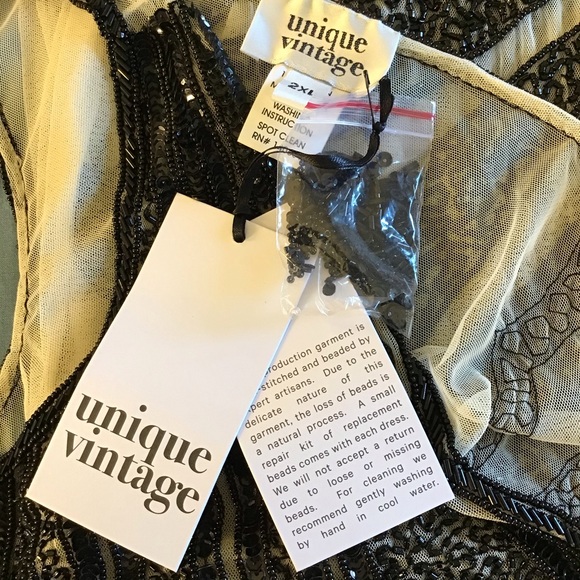 unique
vintage
2XL
WASHIN
INSTRUCTION
SPOT CLEAN
RN#
unique
vintage
production garment is
stitched and beaded by
pert artisans. Due to the
delicate nature of this
garment, the loss of beads is
a natural process. A small
repair kit of replacement
beads comes with each dress.
We will not accept a return
due to loose or missing
beads. For cleaning we
recommend gently washing
by hand in cool water.